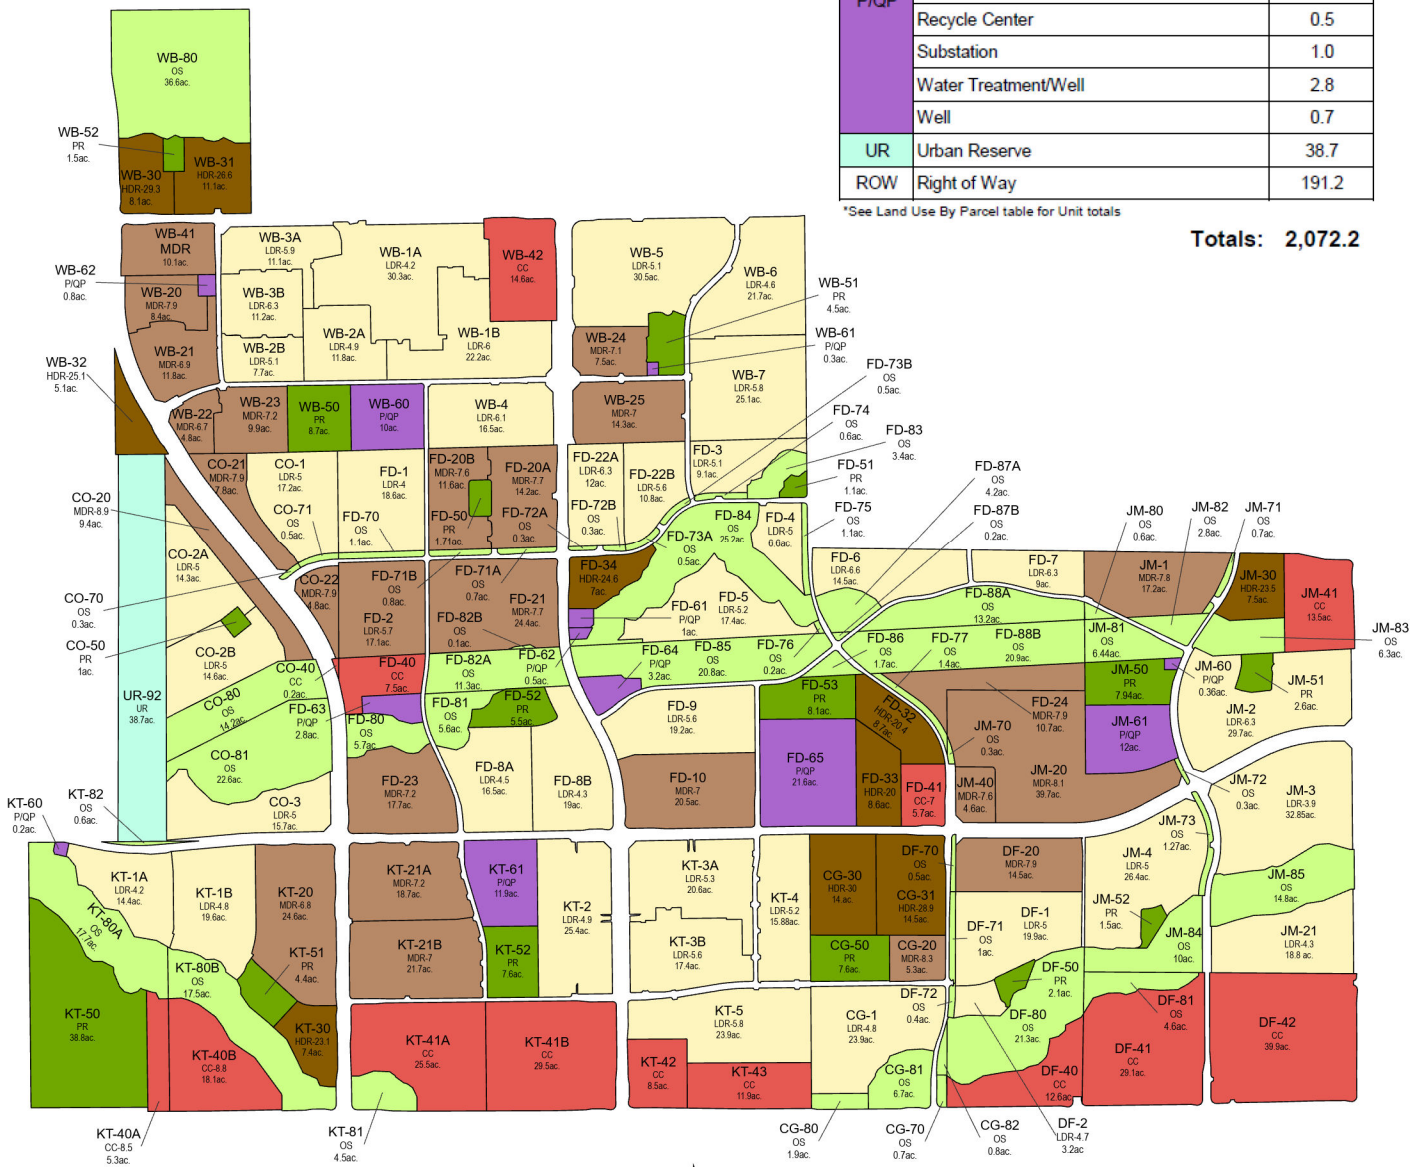 P/QP
Recycle Center 0.5
Substation 1.0
Water Treatment/Well 2.8
Well 0.7
UR Urban Reserve 38.7
ROW Right of Way 191.2
*See Land Use By Parcel table for Unit totals
Totals: 2,072.2
WB-80
OS
36.6ac.
WB-52
PR
1.5ac.
WB-30
HDR-29.3
8.1ac.
WB-31
HDR-26.6
11.1ac.
WB-41
MDR
10.1ac.
WB-3A
LDR-5.9
11.1ac.
WB-1A
LDR-4.2
30.3ac.
WB-42
CC
14.6ac.
WB-5
LDR-5.1
30.5ac.
WB-6
LDR-4.6
21.7ac.
WB-62
P/QP
0.8ac.
WB-20
MDR-7.9
8.4ac.
WB-3B
LDR-6.3
11.2ac.
WB-51
PR
4.5ac.
WB-21
MDR-6.9
11.8ac.
WB-2B
LDR-5.1
7.7ac.
WB-2A
LDR-4.9
11.8ac.
WB-1B
LDR-6
22.2ac.
WB-24
MDR-7.1
7.5ac.
WB-61
P/QP
0.3ac.
WB-32
HDR-25.1
5.1ac.
WB-7
LDR-5.8
25.1ac.
FD-73B
OS
0.5ac.
WB-22
MDR-6.7
4.8ac.
WB-23
MDR-7.2
9.9ac.
WB-50
PR
8.7ac.
WB-60
P/QP
10ac.
WB-4
LDR-6.1
16.5ac.
WB-25
MDR-7
14.3ac.
FD-74
OS
0.6ac.
FD-83
OS
3.4ac.
CO-21
MDR-7.9
7.8ac.
CO-1
LDR-5
17.2ac.
FD-1
LDR-4
18.6ac.
FD-20B
MDR-7.6
11.6ac.
FD-20A
MDR-7.7
14.2ac.
FD-22A
LDR-6.3
12ac.
FD-22B
LDR-5.6
10.8ac.
FD-3
LDR-5.1
9.1ac.
FD-51
PR
1.1ac.
FD-87A
OS
4.2ac.
CO-20
MDR-8.9
9.4ac.
CO-71
OS
0.5ac.
FD-70
OS
1.1ac.
FD-50
PR
1.71ac.
FD-72A
OS
0.3ac.
FD-72B
OS
0.3ac.
FD-84
OS
25.2ac.
FD-4
LDR-5
6.6ac.
FD-75
OS
1.1ac.
FD-87B
OS
0.2ac.
JM-80
OS
0.6ac.
JM-82
OS
2.8ac.
JM-71
OS
0.7ac.
CO-2A
LDR-5
14.3ac.
FD-73A
OS
0.5ac.
CO-22
MDR-7.9
4.8ac.
FD-71B
OS
0.8ac.
FD-71A
OS
0.7ac.
FD-34
HDR-24.6
7ac.
FD-6
LDR-6.6
14.5ac.
FD-7
LDR-6.3
9ac.
JM-1
MDR-7.8
17.2ac.
JM-30
HDR-23.5
7.5ac.
JM-41
CC
13.5ac.
CO-70
OS
0.3ac.
FD-2
LDR-5.7
17.1ac.
FD-82B
OS
0.1ac.
FD-21
MDR-7.7
24.4ac.
FD-61
P/QP
1ac.
FD-5
LDR-5.2
17.4ac.
FD-88A
OS
13.2ac.
JM-83
OS
6.3ac.
CO-50
PR
1ac.
CO-2B
LDR-5
14.6ac.
CO-40
CC
0.2ac.
FD-40
CC
7.5ac.
FD-82A
OS
11.3ac.
FD-62
P/QP
0.5ac.
FD-64
P/QP
3.2ac.
FD-85
OS
20.8ac.
FD-76
OS
0.2ac.
FD-86
OS
1.7ac.
FD-77
OS
1.4ac.
FD-88B
OS
20.9ac.
JM-81
OS
6.44ac.
JM-50
PR
7.94ac.
JM-60
P/QP
0.36ac.
JM-51
PR
2.6ac.
UR-92
UR
38.7ac.
CO-80
OS
14.2ac.
FD-63
P/QP
2.8ac.
FD-80
OS
5.7ac.
FD-81
OS
5.6ac.
FD-52
PR
5.5ac.
FD-9
LDR-5.6
19.2ac.
FD-53
PR
8.1ac.
FD-32
HDR-20.4
8.7ac.
FD-24
MDR-7.9
10.7ac.
JM-61
P/QP
12ac.
JM-2
LDR-6.3
29.7ac.
CO-81
OS
22.6ac.
JM-70
OS
0.3ac.
FD-23
MDR-7.2
17.7ac.
FD-8A
LDR-4.5
16.5ac.
FD-8B
LDR-4.3
19ac.
FD-10
MDR-7
20.5ac.
FD-65
P/QP
21.6ac.
FD-33
HDR-20
8.6ac.
FD-41
CC-7
5.7ac.
JM-40
MDR-7.6
4.6ac.
JM-20
MDR-8.1
39.7ac.
JM-72
OS
0.3ac.
JM-3
LDR-3.9
32.85ac.
KT-60
P/QP
0.2ac.
KT-82
OS
0.6ac.
CO-3
LDR-5
15.7ac.
JM-73
OS
1.27ac.
KT-1A
LDR-4.2
14.4ac.
KT-1B
LDR-4.8
19.6ac.
KT-20
MDR-6.8
24.6ac.
KT-21A
MDR-7.2
18.7ac.
KT-61
P/QP
11.9ac.
KT-2
LDR-4.9
25.4ac.
KT-3A
LDR-5.3
20.6ac.
KT-4
LDR-5.2
15.88ac.
CG-30
HDR-30
14.ac.
DF-70
OS
0.5ac.
CG-31
HDR-28.9
14.5ac.
DF-20
MDR-7.9
14.5ac.
JM-4
LDR-5
26.4ac.
JM-85
OS
14.8ac.
KT-80A
OS
17.7ac.
KT-51
PR
4.4ac.
KT-21B
MDR-7
21.7ac.
KT-52
PR
7.6ac.
KT-3B
LDR-5.6
17.4ac.
CG-50
PR
7.6ac.
CG-20
MDR-8.3
5.3ac.
DF-71
OS
1ac.
DF-1
LDR-5
19.9ac.
JM-52
PR
1.5ac.
JM-84
OS
10ac.
JM-21
LDR-4.3
18.8 ac.
KT-80B
OS
17.5ac.
DF-50
PR
2.1ac.
KT-50
PR
38.8ac.
KT-30
HDR-23.1
7.4ac.
KT-40B
CC-8.8
18.1ac.
KT-41A
CC
25.5ac.
KT-41B
CC
29.5ac.
KT-5
LDR-5.8
23.9ac.
CG-1
LDR-4.8
23.9ac.
DF-72
OS
0.4ac.
DF-80
OS
21.3ac.
DF-81
OS
4.6ac.
DF-42
CC
39.9ac.
KT-42
CC
8.5ac.
KT-43
CC
11.9ac.
CG-81
OS
6.7ac.
DF-40
CC
12.6ac.
DF-41
CC
29.1ac.
KT-40A
CC-8.5
5.3ac.
KT-81
OS
4.5ac.
CG-80
OS
1.9ac.
CG-70
OS
0.7ac.
CG-82
OS
0.8ac.
DF-2
LDR-4.7
3.2ac